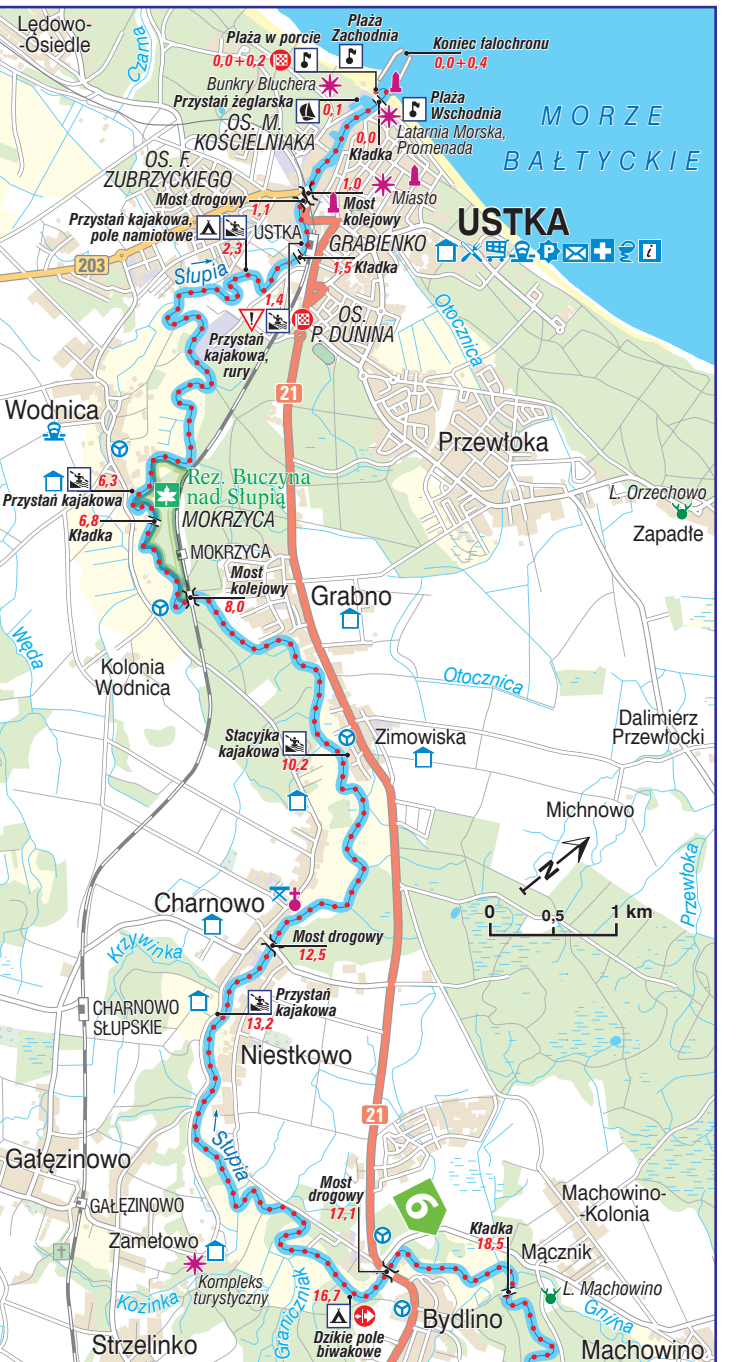 Lędowo-
-Osiedle
Czarna
Plaża w porcie
0,0+0,2
Plaża
Zachodnia
Koniec falochronu
0,0+0,4
Bunkry Bluchera
Przystań żeglarska
0,1
Plaża
Wschodnia
Latarnia Morska,
Promenada
0,0
Kładka
MORZE
BAŁTYCKIE
OS. M.
KOŚCIELNIAKA
OS. F.
ZUBRZYCKIEGO
Most drogowy
1,1
1,0
Most
kolejowy
Miasto
USTKA
Przystań kajakowa,
pole namiotowe
2,3
USTKA
GRABIENKO
1,5 Kładka
203
Słupia
1,4
Przystań
kajakowa,
rury
OS.
P. DUNINA
Otocznica
21
Wodnica
Przewłoka
6,3
Przystań kajakowa
Rez. Buczyna
nad Słupią
6,8
Kładka
MOKRZYCA
MOKRZYCA
L. Orzechowo
Zapadłe
Most
kolejowy
8,0
Grabno
Węda
Kolonia
Wodnica
Otocznica
Dalimierz
Przewłocki
Stacyjka
kajakowa
10,2
Zimowiska
Michnowo
N
0
0,5
1 km
Przewłoka
Charnowo
Krzywinka
Most drogowy
12,5
CHARNOWO
SŁUPSKIE
Przystań
kajakowa
13,2
Niestkowo
21
Słupia
Gałęzinowo
GAŁĘZINOWO
Most
drogowy
17,1
6
Machowino-
-Kolonia
Kładka
18,5
Mącznik
Zamełowo
Kompleks
turystyczny
Kozinka
Graniczniak
16,7
Dzikie pole
biwakowe
Bydlino
L. Machowino
Gnilna
Strzelinko
Machowino